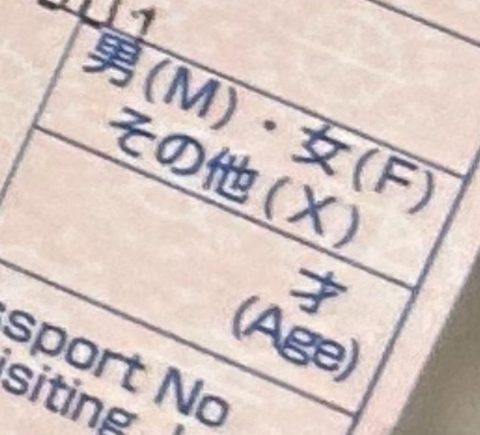 男(M)・女(F)
その他(X)
才
(Age)
ssport No
isiting